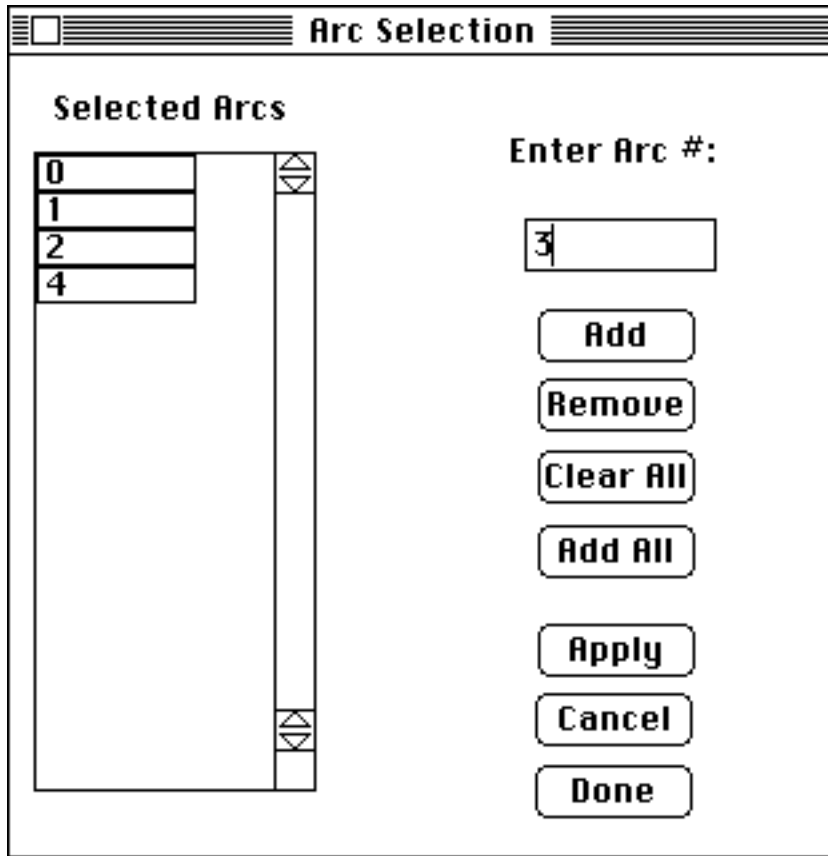 Arc Selection
Selected Arcs
0
1
2
4
Enter Arc #:
3
Add
Remove
Clear All
Add All
Apply
Cancel
Done